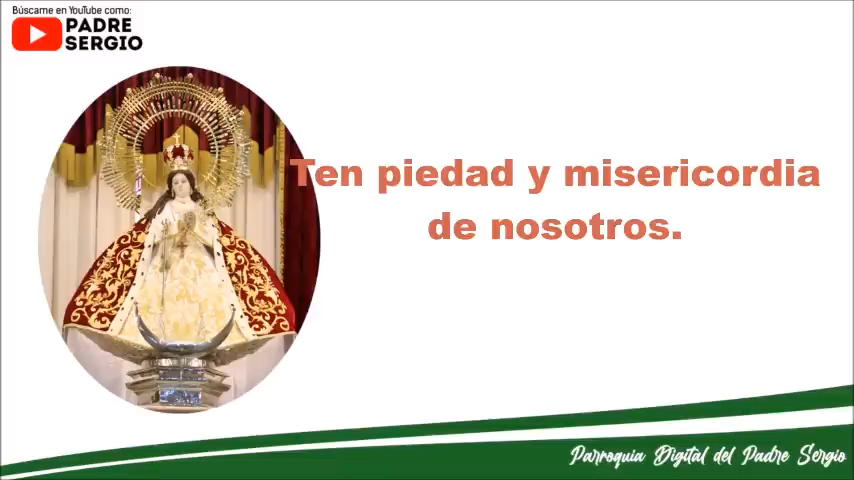 Búscame en YouTube como:
PADRE
SERGIO
Ten piedad y misericordia
de nosotros.
Parroquia Digital del Padre Sergio